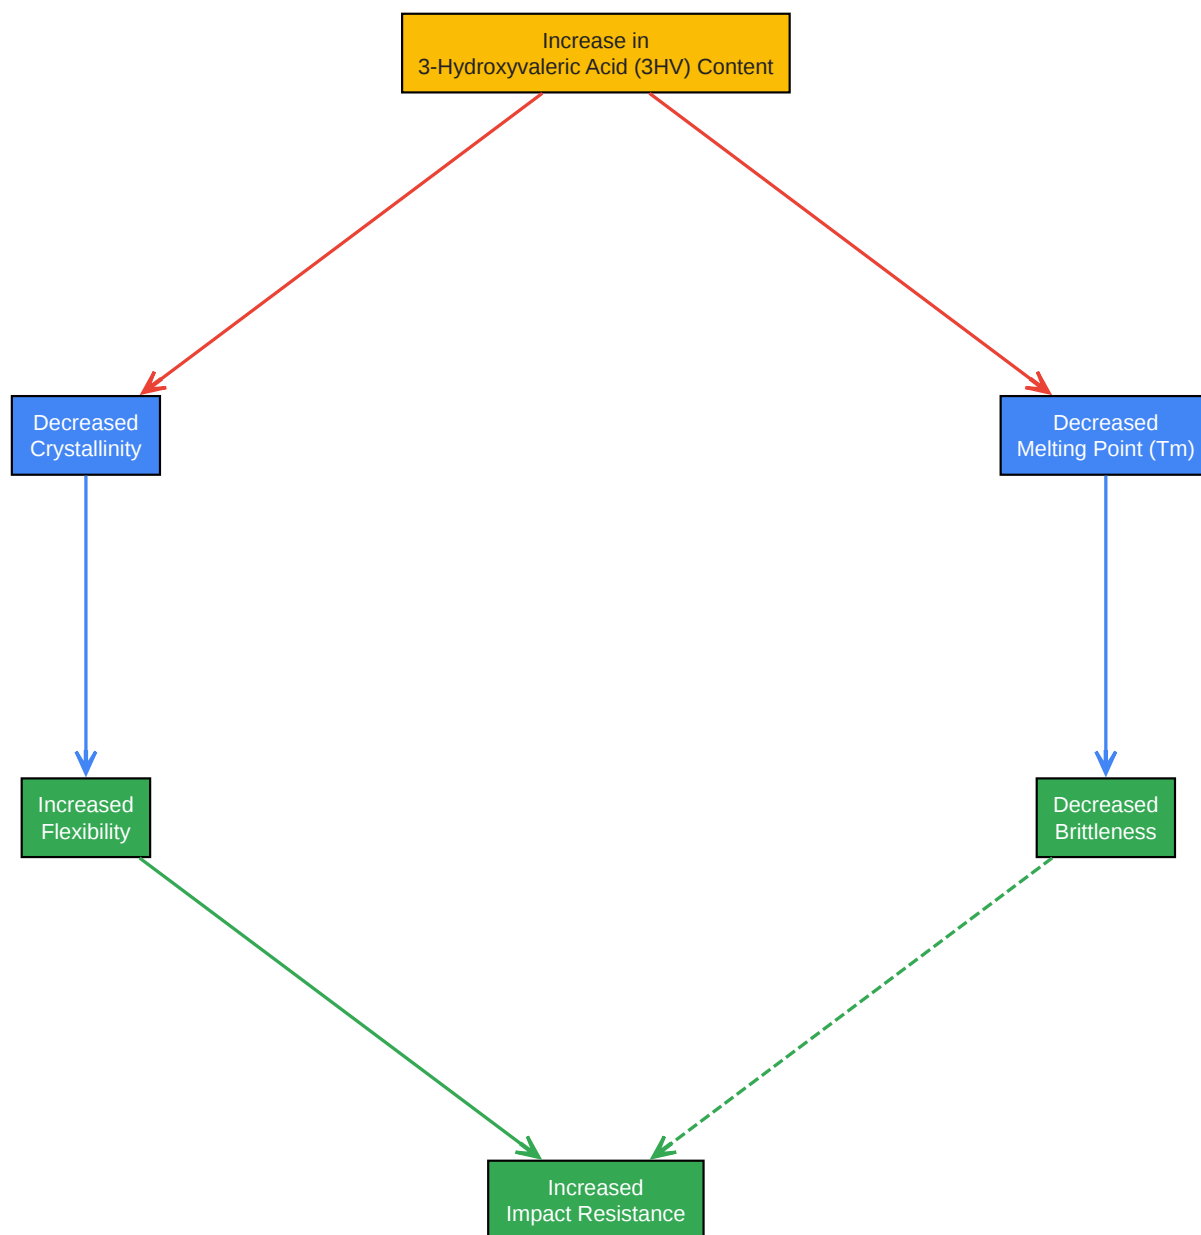 Increase in
3-Hydroxyvaleric Acid (3HV) Content
Decreased
Crystallinity
Decreased
Melting Point (Tm)
Increased
Flexibility
Decreased
Brittleness
Increased
Impact Resistance